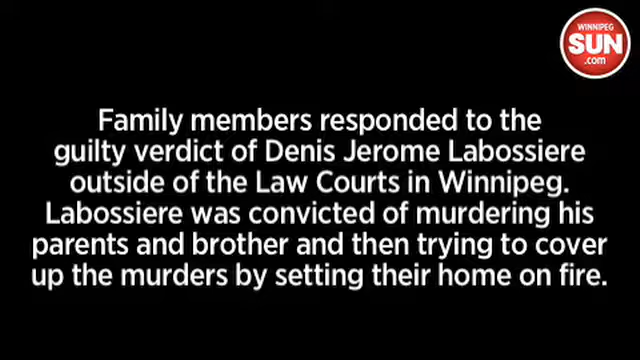 WINNIPEG
SUN
.com
Family members responded to the
guilty verdict of Denis Jerome Labossiere
outside of the Law Courts in Winnipeg.
Labossiere was convicted of murdering his
parents and brother and then trying to cover
up the murders by setting their home on fire.